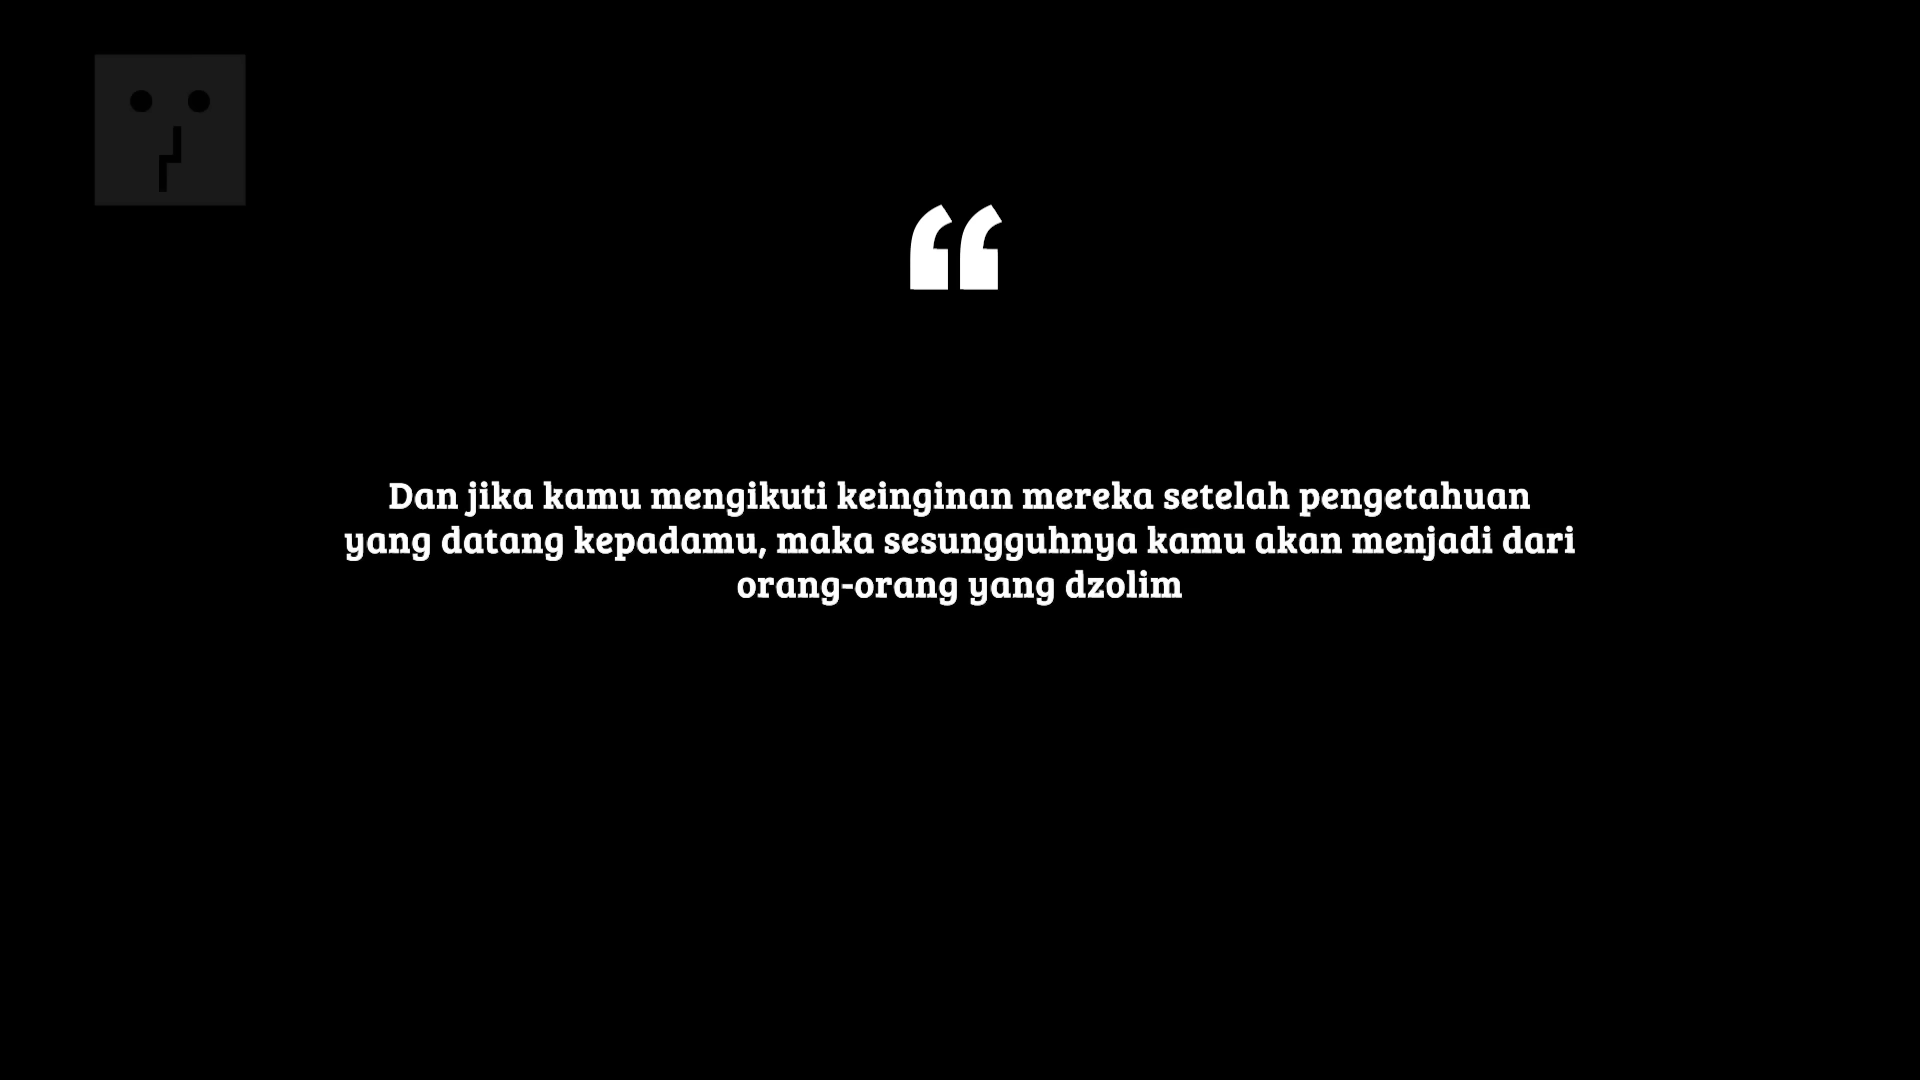 “
Dan jika kamu mengikuti keinginan mereka setelah pengetahuan
yang datang kepadamu, maka sesungguhnya kamu akan menjadi dari
orang-orang yang dzolim